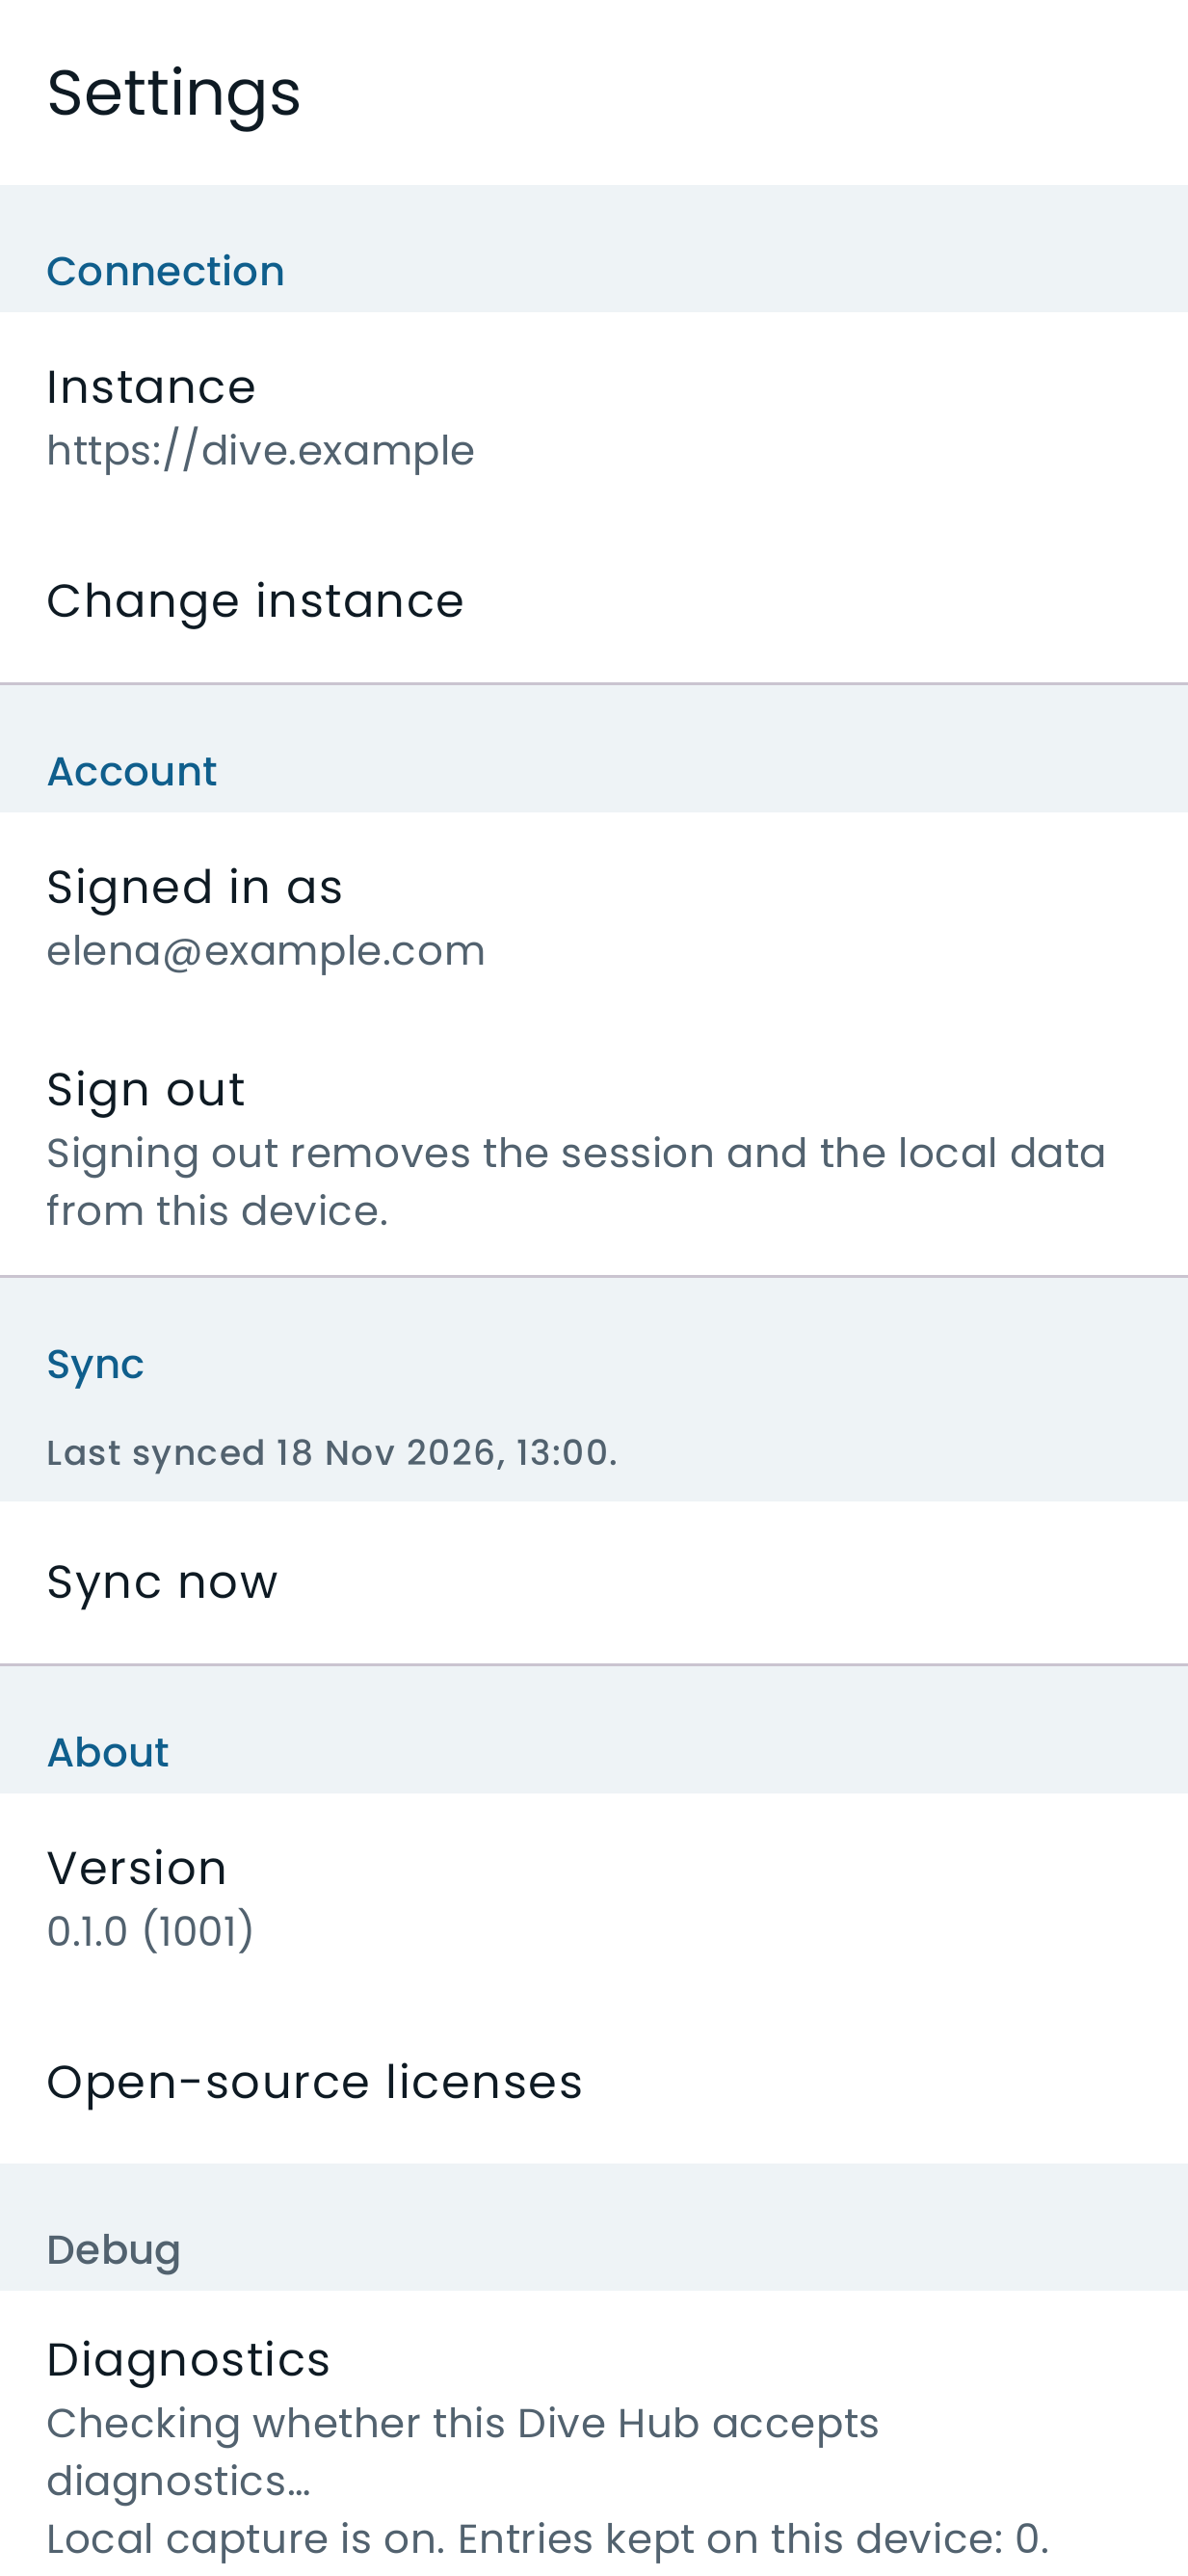 Settings
Connection
Instance
https://dive.example
Change instance
Account
Signed in as
elena@example.com
Sign out
Signing out removes the session and the local data
from this device.
Sync
Last synced 18 Nov 2026, 13:00.
Sync now
About
Version
0.1.0 (1001)
Open-source licenses
Debug
Diagnostics
Checking whether this Dive Hub accepts
diagnostics…
Local capture is on. Entries kept on this device: 0.